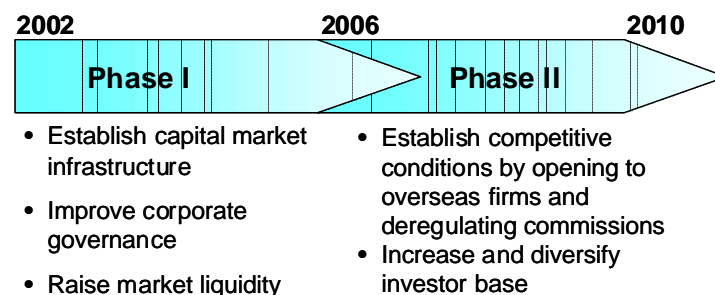 2002 2006 2010
Phase I Phase II
• Establish capital market
infrastructure
• Improve corporate
governance
• Raise market liquidity
• Establish competitive
conditions by opening to
overseas firms and
deregulating commissions
• Increase and diversify
investor base